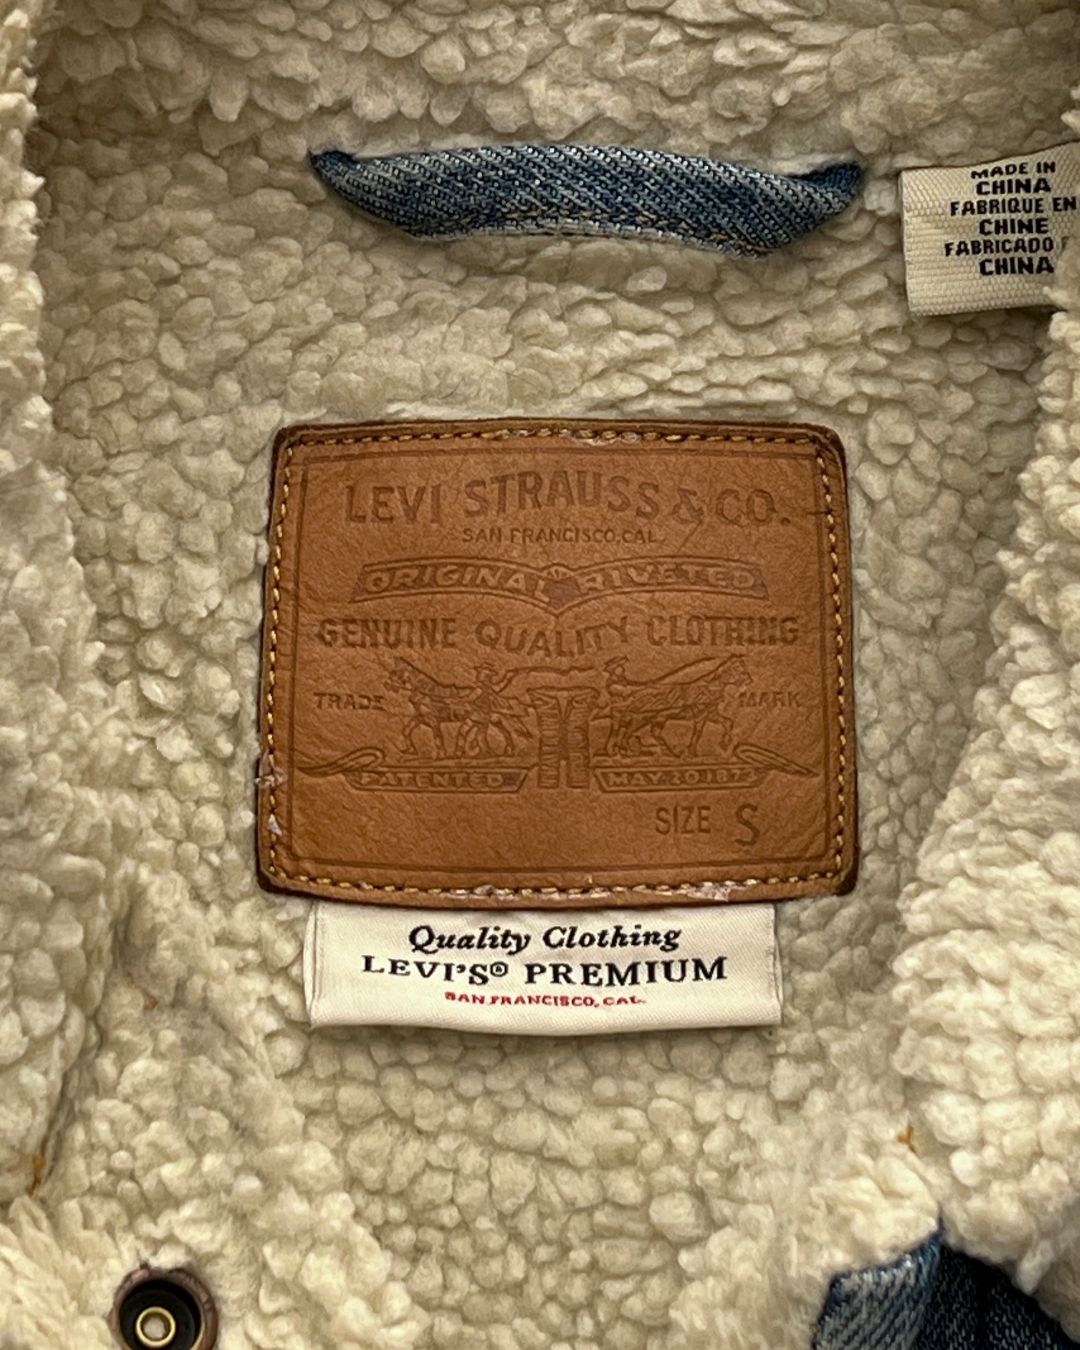 MADE IN
CHINA
FABRIQUE EN
CHINE
FABRICADO
CHINA
LEVI STRAUSS & CO.
SAN FRANCISCO, CAL.
ORIGINAL RIVETED
GENUINE QUALITY CLOTHING
TRADE MARK
PATENTED MAY 20 1873
SIZE S
Quality Clothing
LEVI'S® PREMIUM
SAN FRANCISCO, CAL.